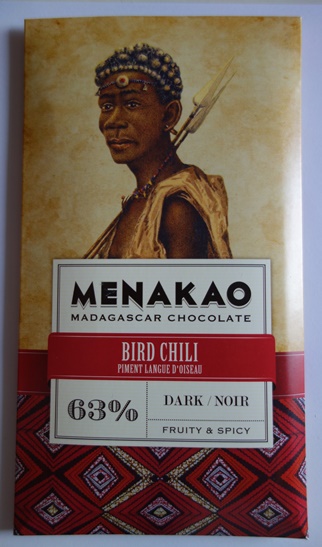 MENAKAO
MADAGASCAR CHOCOLATE
BIRD CHILI
PIMENT LANGUE D'OISEAU
63%
DARK / NOIR
FRUITY & SPICY